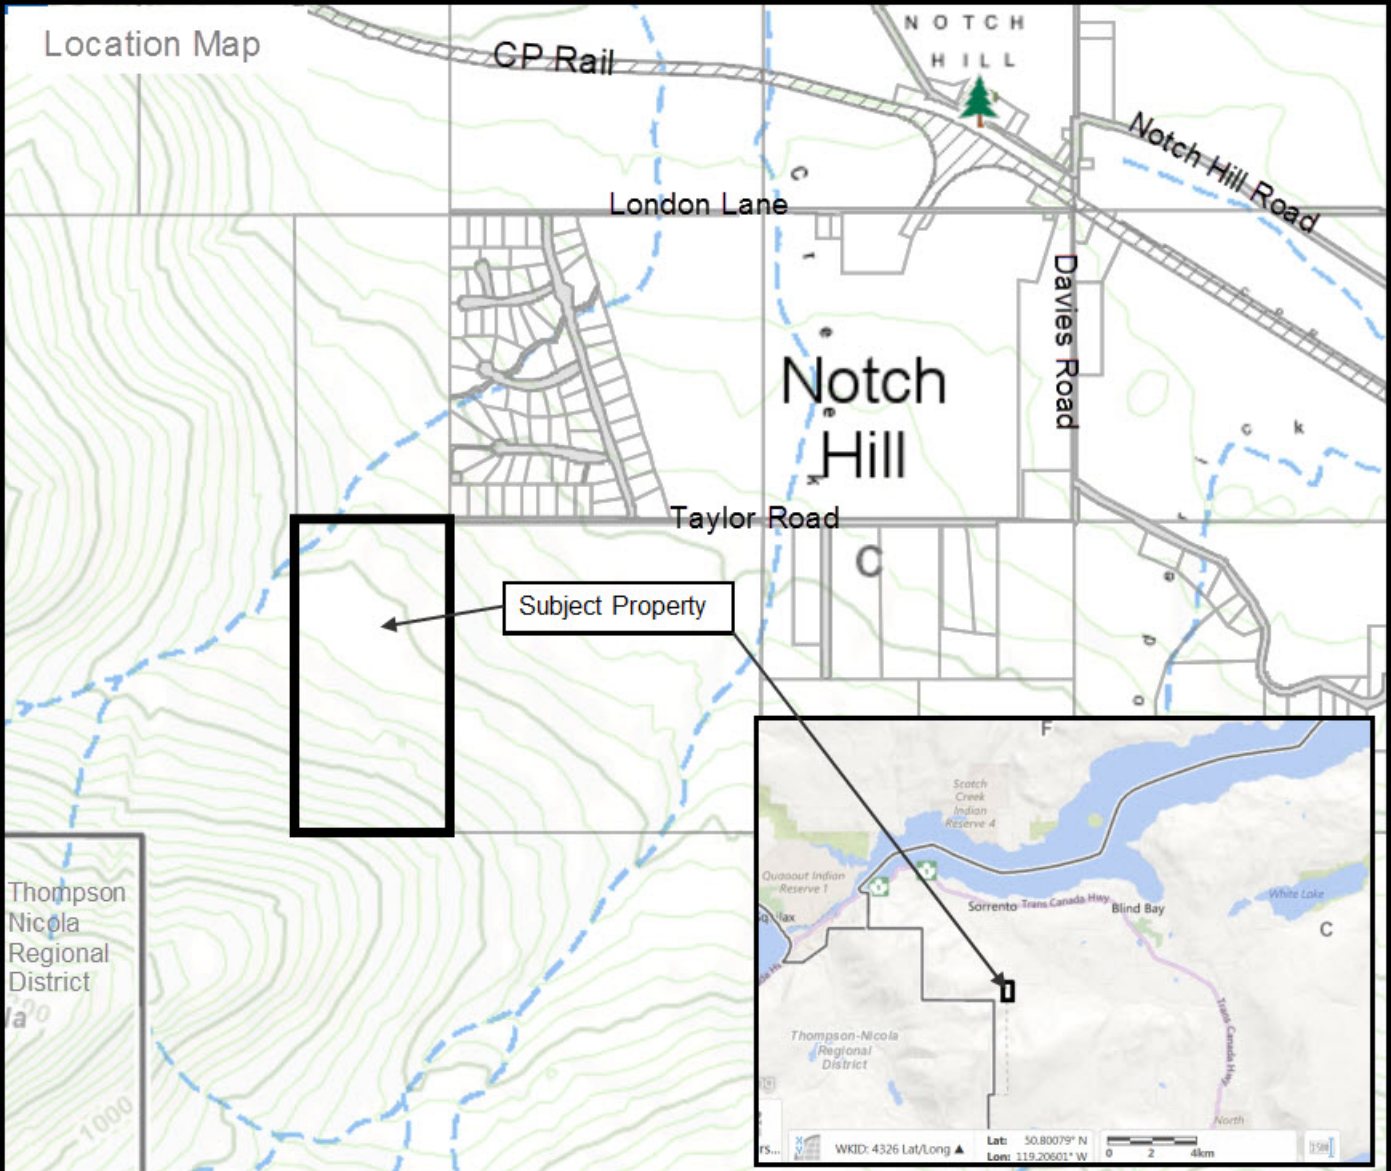 Location Map
CP Rail
NOTCH
HILL
Notch Hill Road
London Lane
C r e e k
Davies Road
Notch
Hill
Taylor Road
C
Subject Property
Thompson
Nicola
Regional
District
1000
F
Scotch
Creek
Indian
Reserve 4
Quaaout Indian
Reserve 1
White Lake
Sorrento
Trans Canada Hwy
Blind Bay
C
Trans Canada Hwy
Thompson-Nicola
Regional
District
North
WKID: 4326 Lat/Long ▲
Lat: 50.80079° N
Lon: 119.20601° W
0 2 4km